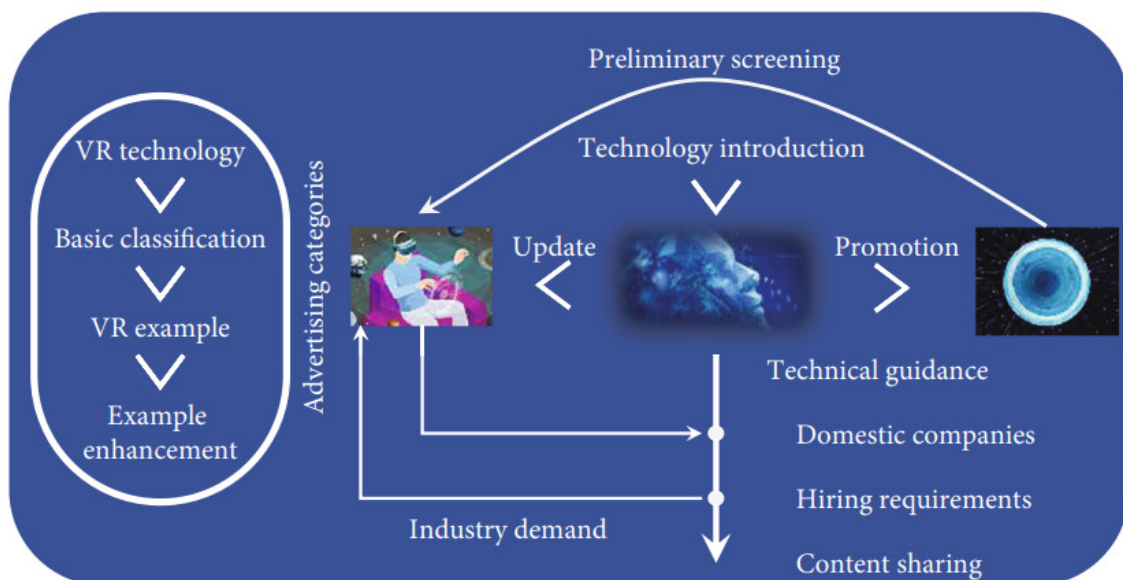 VR technology
Basic classification
VR example
Example
enhancement
Advertising categories
Preliminary screening
Technology introduction
Update
Promotion
Technical guidance
Domestic companies
Hiring requirements
Industry demand
Content sharing